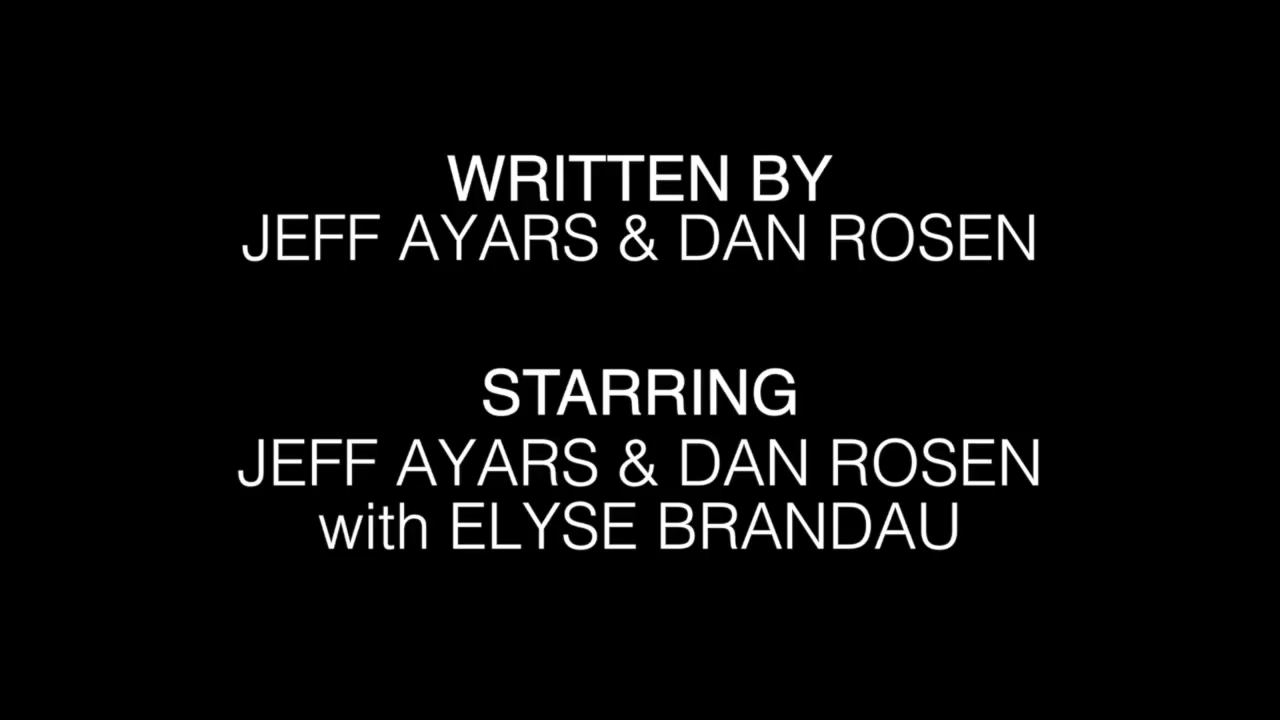 WRITTEN BY
JEFF AYARS & DAN ROSEN
STARRING
JEFF AYARS & DAN ROSEN
with ELYSE BRANDAU